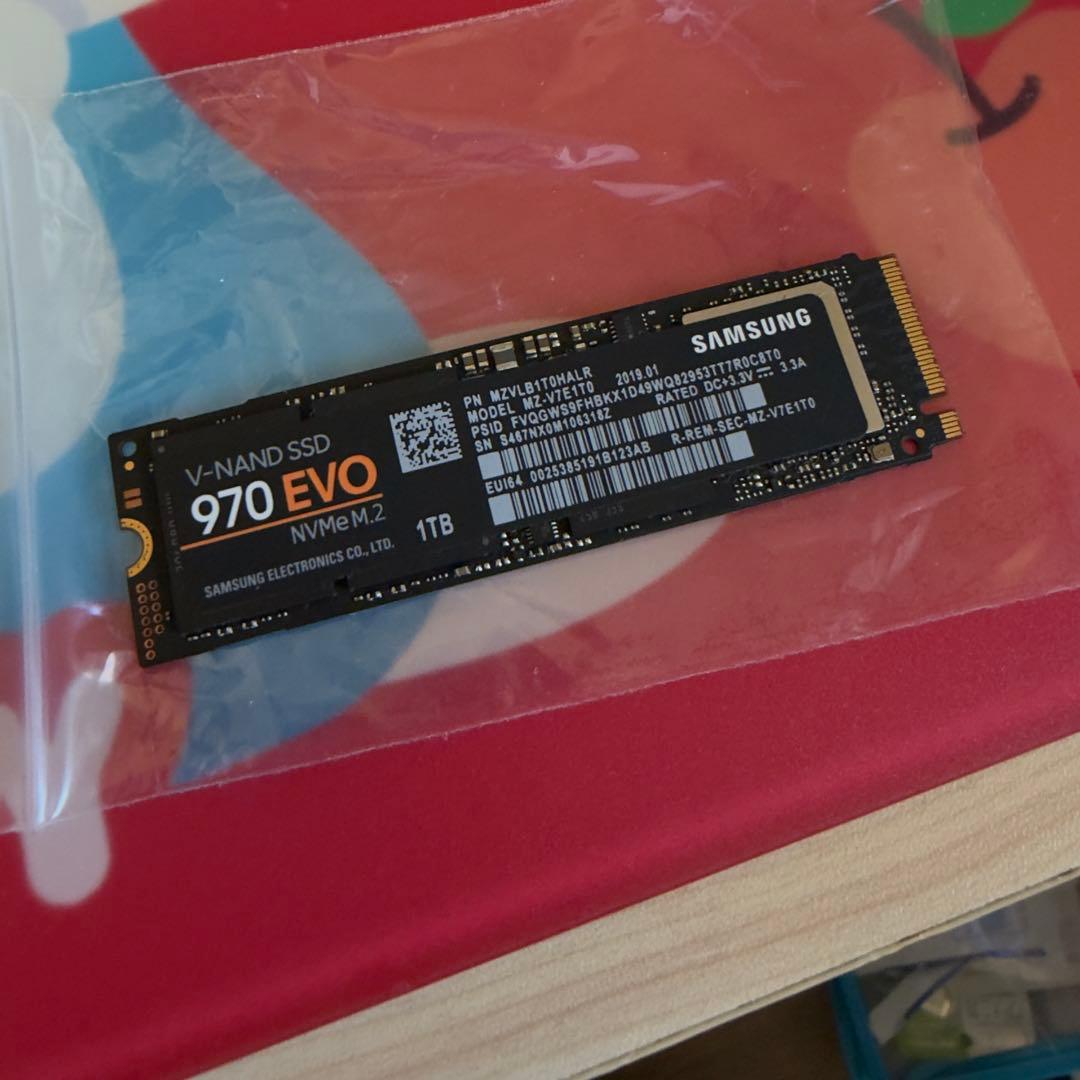 V-NAND SSD
970 EVO
NVMe M.2
1TB
SAMSUNG ELECTRONICS CO., LTD.
SAMSUNG
PN MZVLB1T0HALR
MODEL MZ-V7E1T0 2019.01
PSID FVQGWS9FHBKX1D49WQ82953TT7R0C8T0
SN S467NX0M106318Z RATED DC+3.3V ⎓ 3.3A
EUI64 0025385191B123AB R-REM-SEC-MZ-V7E1T0